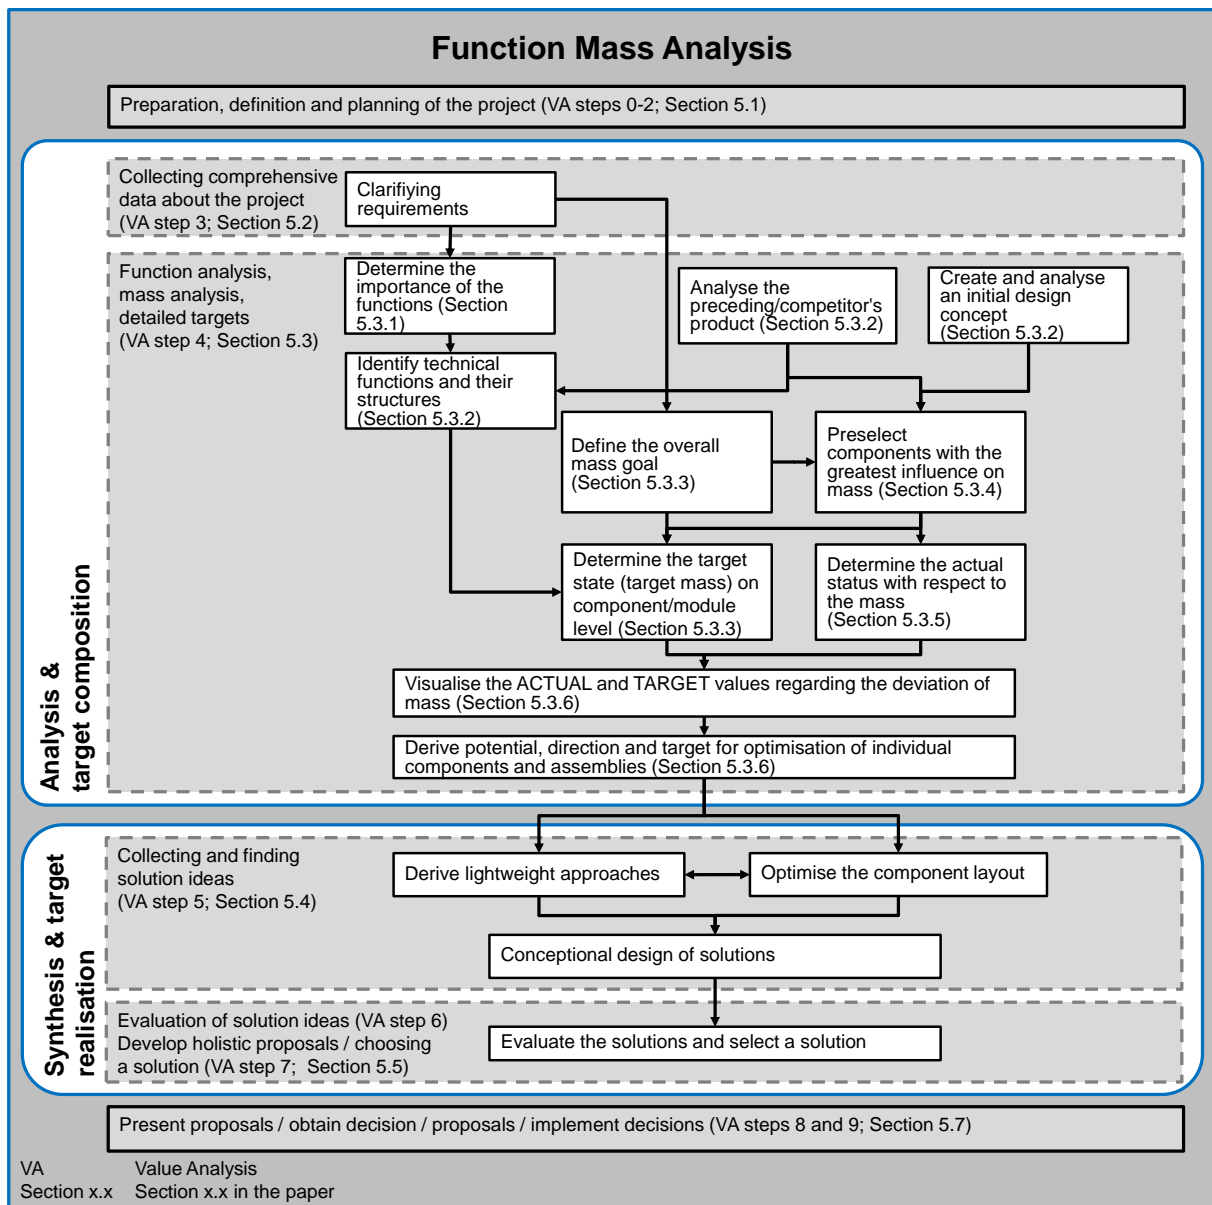 Function Mass Analysis
Preparation, definition and planning of the project (VA steps 0-2; Section 5.1)
Analysis &
target composition
Collecting comprehensive
data about the project
(VA step 3; Section 5.2)
Clarifiying
requirements
Function analysis,
mass analysis,
detailed targets
(VA step 4; Section 5.3)
Determine the
importance of the
functions (Section
5.3.1)
Analyse the
preceding/competitor's
product (Section 5.3.2)
Create and analyse
an initial design
concept
(Section 5.3.2)
Identify technical
functions and their
structures
(Section 5.3.2)
Define the overall
mass goal
(Section 5.3.3)
Preselect
components with the
greatest influence on
mass (Section 5.3.4)
Determine the target
state (target mass) on
component/module
level (Section 5.3.3)
Determine the actual
status with respect to
the mass
(Section 5.3.5)
Visualise the ACTUAL and TARGET values regarding the deviation of
mass (Section 5.3.6)
Derive potential, direction and target for optimisation of individual
components and assemblies (Section 5.3.6)
Synthesis & target
realisation
Collecting and finding
solution ideas
(VA step 5; Section 5.4)
Derive lightweight approaches
Optimise the component layout
Conceptional design of solutions
Evaluation of solution ideas (VA step 6)
Develop holistic proposals / choosing
a solution (VA step 7; Section 5.5)
Evaluate the solutions and select a solution
Present proposals / obtain decision / proposals / implement decisions (VA steps 8 and 9; Section 5.7)
VA Value Analysis
Section x.x Section x.x in the paper